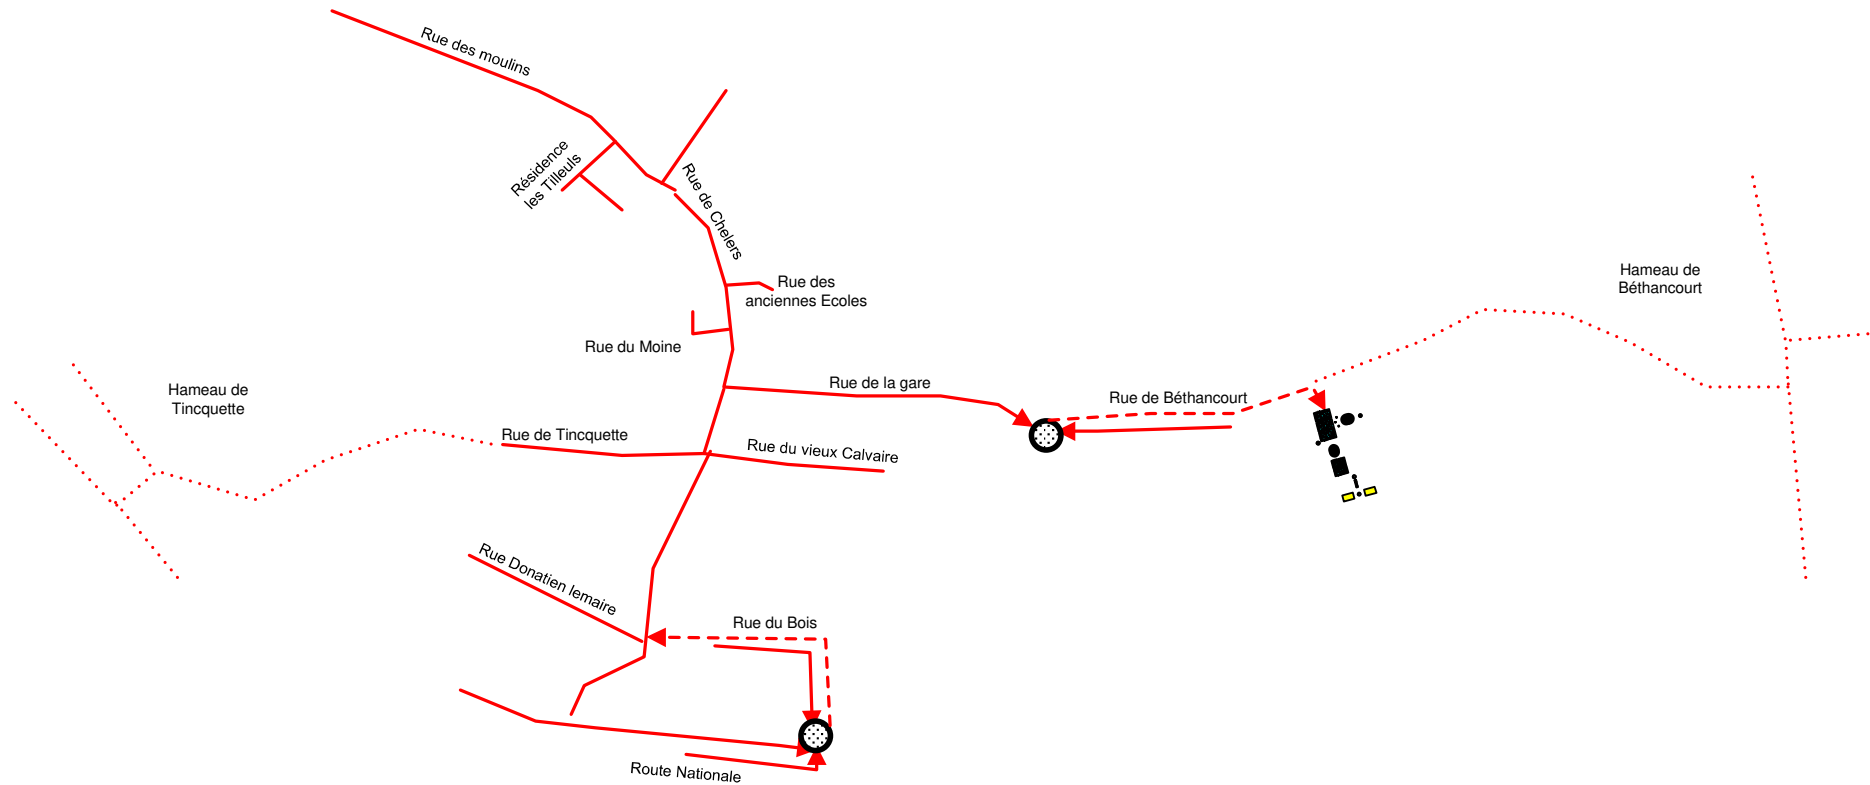 Rue des moulins
Résidence
les Tilleuls
Rue de Chelers
Rue des
anciennes Ecoles
Rue du Moine
Hameau de
Béthancourt
Rue de la gare
Rue de Béthancourt
Hameau de
Tincquette
Rue de Tincquette
Rue du vieux Calvaire
Rue Donatien lemaire
Rue du Bois
Route Nationale